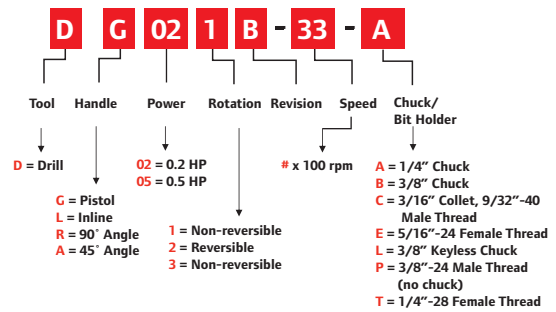 D G 02 1 B - 33 - A
Tool Handle Power Rotation Revision Speed Chuck/
Bit Holder
D = Drill
G = Pistol
L = Inline
R = 90° Angle
A = 45° Angle
02 = 0.2 HP
05 = 0.5 HP
1 = Non-reversible
2 = Reversible
3 = Non-reversible
# x 100 rpm
A = 1/4” Chuck
B = 3/8” Chuck
C = 3/16” Collet, 9/32”-40
Male Thread
E = 5/16”-24 Female Thread
L = 3/8” Keyless Chuck
P = 3/8”-24 Male Thread
(no chuck)
T = 1/4”-28 Female Thread